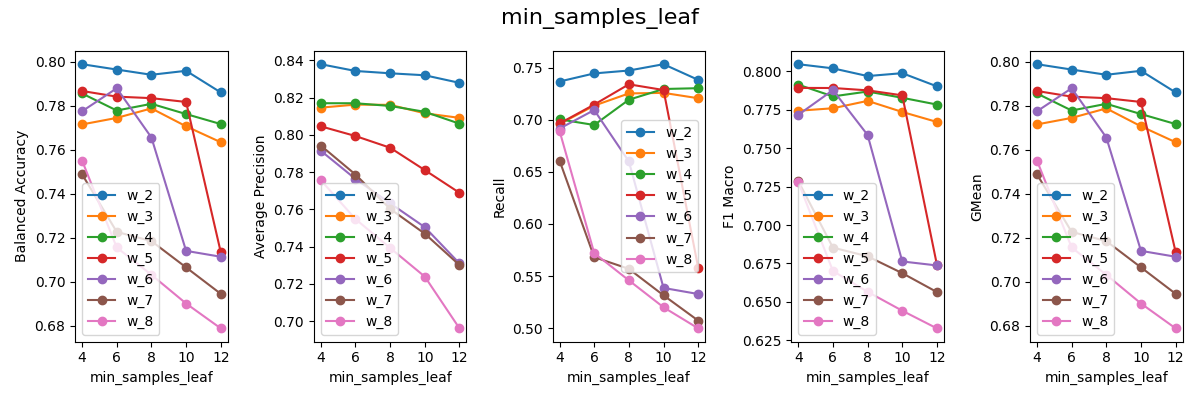 min_samples_leaf
Balanced Accuracy
0.80
0.78
0.76
0.74
0.72
0.70
0.68
w_2
w_3
w_4
w_5
w_6
w_7
w_8
4 6 8 10 12
min_samples_leaf
Average Precision
0.84
0.82
0.80
0.78
0.76
0.74
0.72
0.70
w_2
w_3
w_4
w_5
w_6
w_7
w_8
4 6 8 10 12
min_samples_leaf
Recall
0.75
0.70
0.65
0.60
0.55
0.50
w_2
w_3
w_4
w_5
w_6
w_7
w_8
4 6 8 10 12
min_samples_leaf
F1 Macro
0.800
0.775
0.750
0.725
0.700
0.675
0.650
0.625
w_2
w_3
w_4
w_5
w_6
w_7
w_8
4 6 8 10 12
min_samples_leaf
GMean
0.80
0.78
0.76
0.74
0.72
0.70
0.68
w_2
w_3
w_4
w_5
w_6
w_7
w_8
4 6 8 10 12
min_samples_leaf